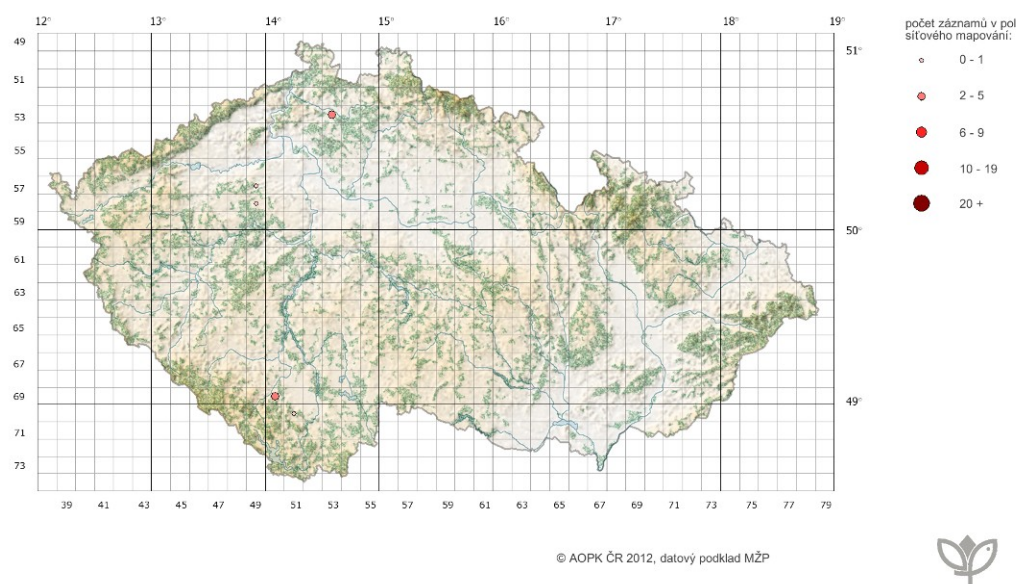 12° 13° 14° 15° 16° 17° 18° 19°
počet záznamů v pol
síťového mapování:
0 - 1
2 - 5
6 - 9
10 - 19
20 +
49
51
53
55
57
59
61
63
65
67
69
71
73
51°
50°
49°
39 41 43 45 47 49 51 53 55 57 59 61 63 65 67 69 71 73 75 77 79
© AOPK ČR 2012, datový podklad MŽP